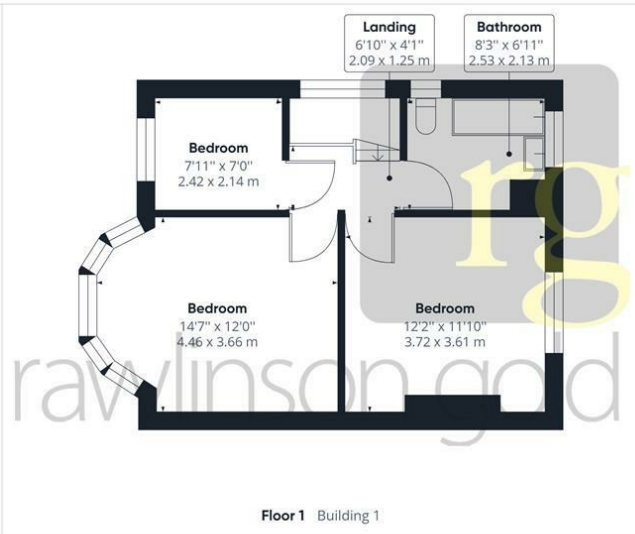 Landing
6'10" x 4'1"
2.09 x 1.25 m
Bathroom
8'3" x 6'11"
2.53 x 2.13 m
Bedroom
7'11" x 7'0"
2.42 x 2.14 m
rg
Bedroom
14'7" x 12'0"
4.46 x 3.66 m
Bedroom
12'2" x 11'10"
3.72 x 3.61 m
rawlinson gold
Floor 1 Building 1